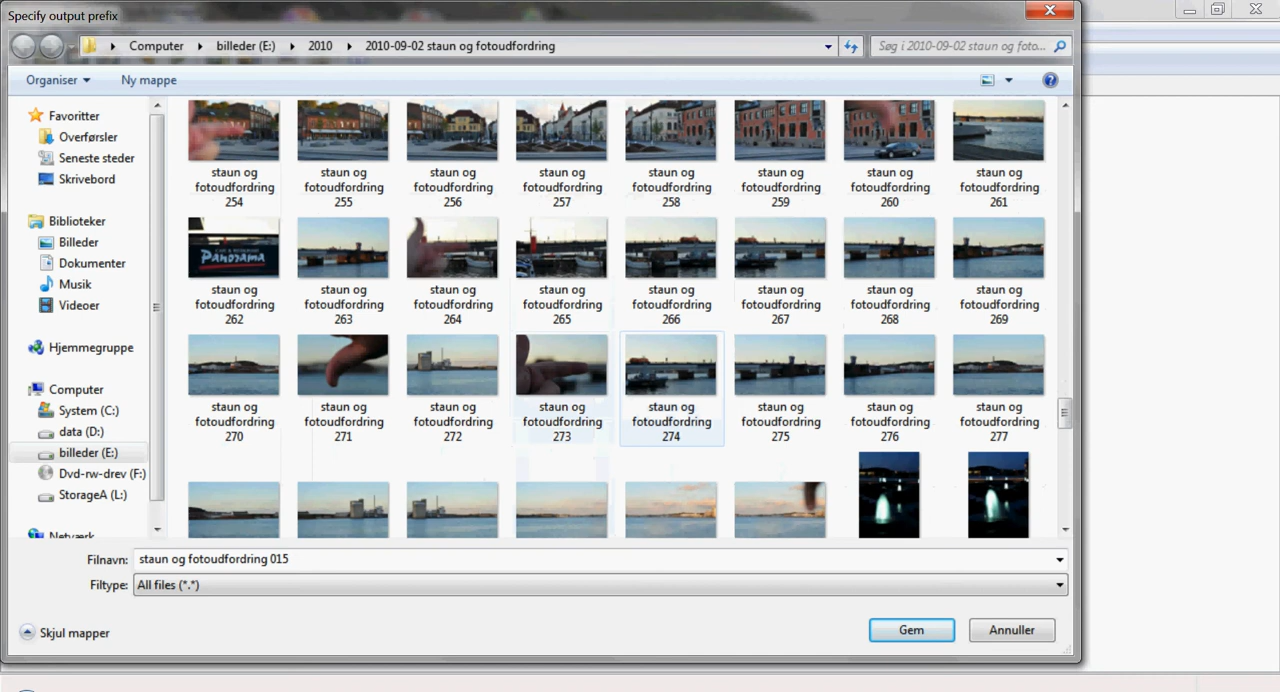 Specify output prefix
Computer billeder (E:) 2010 2010-09-02 staun og fotoudfordring
Søg i 2010-09-02 staun og foto...
Organiser Ny mappe
Favoritter
Overførsler
Seneste steder
Skrivebord
Biblioteker
Billeder
Dokumenter
Musik
Videoer
Hjemmegruppe
Computer
System (C:)
data (D:)
billeder (E:)
Dvd-rw-drev (F:)
StorageA (L:)
Netværk
staun og fotoudfordring 254
staun og fotoudfordring 255
staun og fotoudfordring 256
staun og fotoudfordring 257
staun og fotoudfordring 258
staun og fotoudfordring 259
staun og fotoudfordring 260
staun og fotoudfordring 261
PANORAMA
staun og fotoudfordring 262
staun og fotoudfordring 263
staun og fotoudfordring 264
staun og fotoudfordring 265
staun og fotoudfordring 266
staun og fotoudfordring 267
staun og fotoudfordring 268
staun og fotoudfordring 269
staun og fotoudfordring 270
staun og fotoudfordring 271
staun og fotoudfordring 272
staun og fotoudfordring 273
staun og fotoudfordring 274
staun og fotoudfordring 275
staun og fotoudfordring 276
staun og fotoudfordring 277
Filnavn: staun og fotoudfordring 015
Filtype: All files (*.*)
Skjul mapper
Gem Annuller